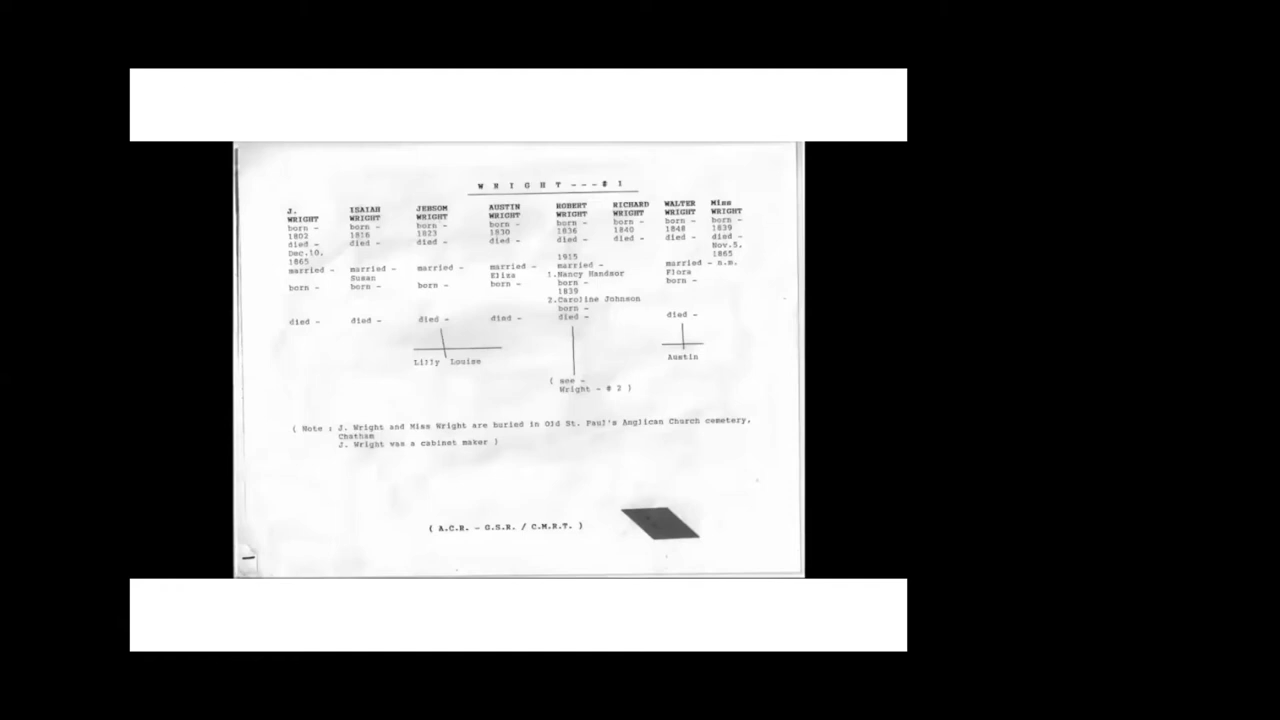 W R I G H T - - - # 1
J. ISAIAH JEHSOM AUSTIN ROBERT RICHARD WALTER Miss
WRIGHT WRIGHT WRIGHT WRIGHT WRIGHT WRIGHT WRIGHT WRIGHT
born - born - born - born - born - born - born - born -
1802 1816 1823 1830 1836 1840 1848 1839
died - died - died - died - died - died - died - died -
Dec.10, Nov.5,
1865 1915 1865
married - married - married - married - married - married - n.m.
Susan Eliza 1.Nancy Flora
born - born - born - born - born - born -
1839
2.Caroline Johnson
born -
died - died - died - died - died - died -
Lilly Louise Austin
( see -
Wright - # 2 )
( Note : J. Wright and Miss Wright are buried in Old St. Paul's Anglican Church cemetery,
Chatham
J. Wright was a cabinet maker )
( A.C.R. - G.S.R. / C.M.R.T. )